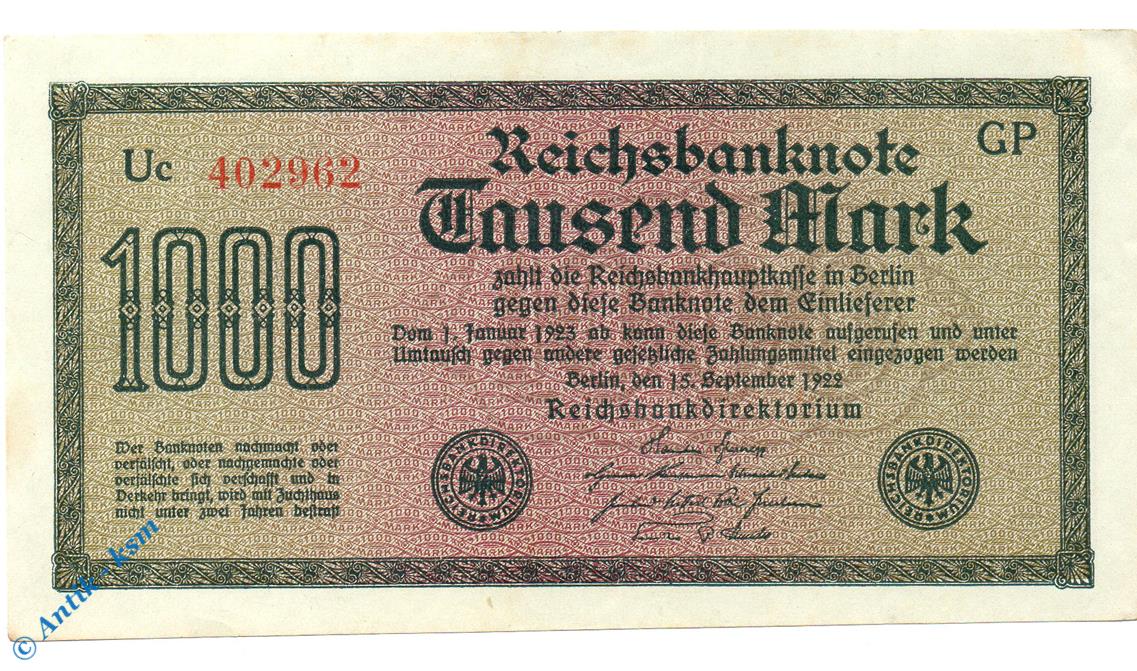 Uc 402962
GP
Reichsbanknote
Tausend Mark
zahlt die Reichsbankhauptkasse in Berlin
gegen diese Banknote dem Einlieferer
Vom 1. Januar 1923 ab kann diese Banknote aufgerufen und unter
Umtausch gegen andere gesetzliche Zahlungsmittel eingezogen werden
Berlin, den 15. September 1922
Reichsbankdirektorium
1000
Wer Banknoten nachmacht oder
verfälscht, oder nachgemachte oder
verfälschte sich verschafft und in
Verkehr bringt, wird mit Zuchthaus
nicht unter zwei Jahren bestraft
REICHSBANKDIREKTORIUM
REICHSBANKDIREKTORIUM
© Antik-ksm